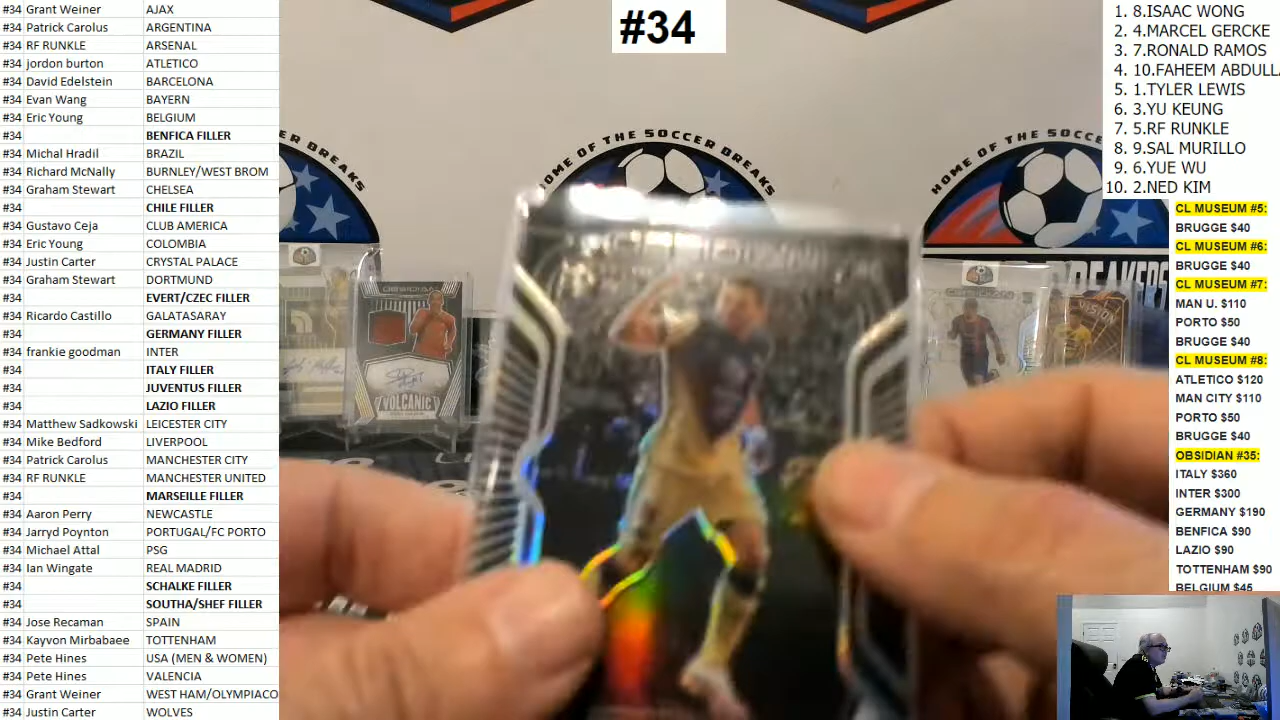 #34 Grant Weiner AJAX
#34 Patrick Carolus ARGENTINA
#34 RF RUNKLE ARSENAL
#34 jordon burton ATLETICO
#34 David Edelstein BARCELONA
#34 Evan Wang BAYERN
#34 Eric Young BELGIUM
#34 BENFICA FILLER
#34 Michal Hradil BRAZIL
#34 Richard McNally BURNLEY/WEST BROM
#34 Graham Stewart CHELSEA
#34 CHILE FILLER
#34 Gustavo Ceja CLUB AMERICA
#34 Eric Young COLOMBIA
#34 Justin Carter CRYSTAL PALACE
#34 Graham Stewart DORTMUND
#34 EVERT/CZEC FILLER
#34 Ricardo Castillo GALATASARAY
#34 GERMANY FILLER
#34 frankie goodman INTER
#34 ITALY FILLER
#34 JUVENTUS FILLER
#34 LAZIO FILLER
#34 Matthew Sadkowski LEICESTER CITY
#34 Mike Bedford LIVERPOOL
#34 Patrick Carolus MANCHESTER CITY
#34 RF RUNKLE MANCHESTER UNITED
#34 MARSEILLE FILLER
#34 Aaron Perry NEWCASTLE
#34 Jarryd Poynton PORTUGAL/FC PORTO
#34 Michael Attal PSG
#34 Ian Wingate REAL MADRID
#34 SCHALKE FILLER
#34 SOUTHA/SHEF FILLER
#34 Jose Recaman SPAIN
#34 Kayvon Mirbabaee TOTTENHAM
#34 Pete Hines USA (MEN & WOMEN)
#34 Pete Hines VALENCIA
#34 Grant Weiner WEST HAM/OLYMPIACO
#34 Justin Carter WOLVES
#34
HOME OF THE SOCCER BREAKS
HOME OF THE SOCCER
BREAKS
OBSIDIAN
VOLCANIC
BREAKERS
1. 8.ISAAC WONG
2. 4.MARCEL GERCKE
3. 7.RONALD RAMOS
4. 10.FAHEEM ABDULL
5. 1.TYLER LEWIS
6. 3.YU KEUNG
7. 5.RF RUNKLE
8. 9.SAL MURILLO
9. 6.YUE WU
10. 2.NED KIM
CL MUSEUM #5:
BRUGGE $40
CL MUSEUM #6:
BRUGGE $40
CL MUSEUM #7:
MAN U. $110
PORTO $50
BRUGGE $40
CL MUSEUM #8:
ATLETICO $120
MAN CITY $110
PORTO $50
BRUGGE $40
OBSIDIAN #35:
ITALY $360
INTER $300
GERMANY $190
BENFICA $90
LAZIO $90
TOTTENHAM $90
BELGIUM $45